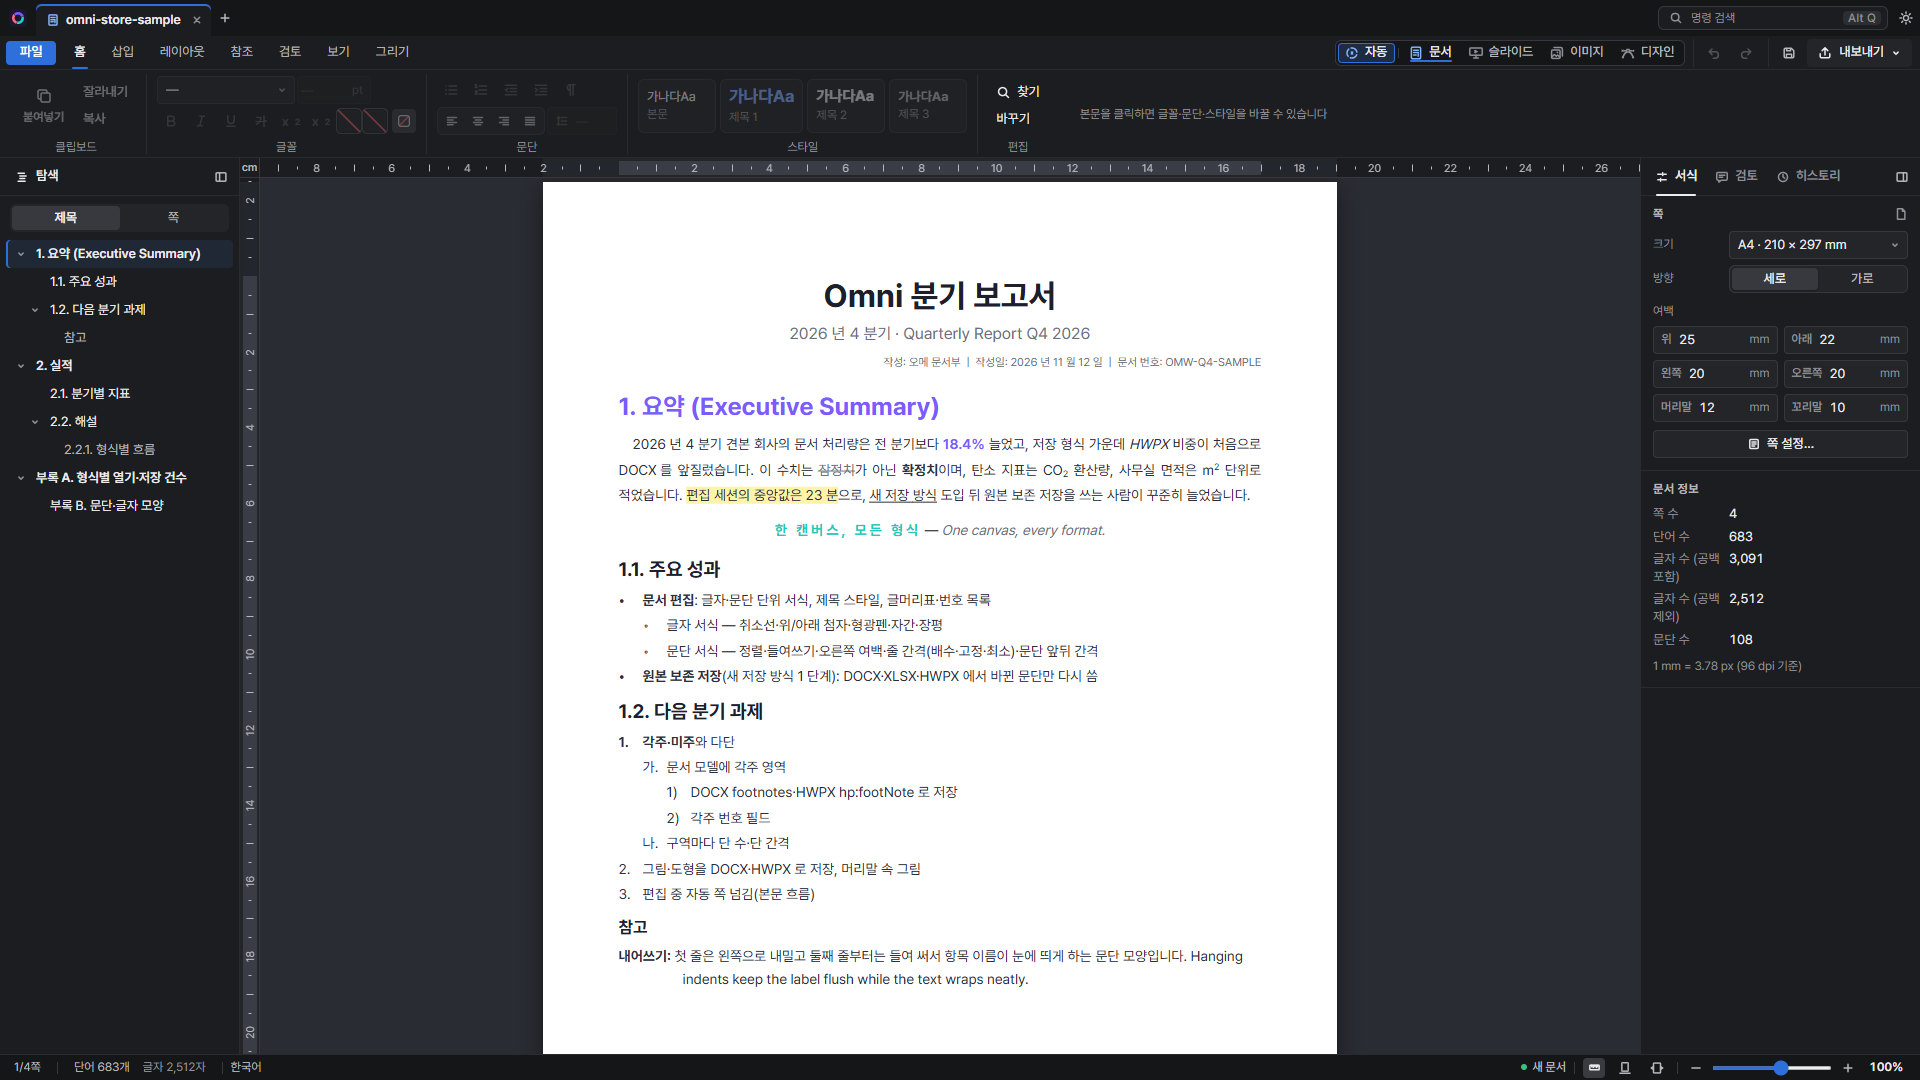 omni-store-sample
명령 검색 Alt Q
파일 홈 삽입 레이아웃 참조 검토 보기 그리기
자동 문서 슬라이드 이미지 디자인 내보내기
붙여넣기 잘라내기 복사
클립보드
pt
글꼴
문단
가나다Aa 본문
가나다Aa 제목 1
가나다Aa 제목 2
가나다Aa 제목 3
스타일
찾기
바꾸기
편집
본문을 클릭하면 글꼴·문단·스타일을 바꿀 수 있습니다
탐색
제목 쪽
1. 요약 (Executive Summary)
1.1. 주요 성과
1.2. 다음 분기 과제
참고
2. 실적
2.1. 분기별 지표
2.2. 해설
2.2.1. 형식별 흐름
부록 A. 형식별 열기·저장 건수
부록 B. 문단·글자 모양
cm 8 6 4 2 2 4 6 8 10 12 14 16 18 20 22 24 26
2 2 4 6 8 10 12 14 16 18 20
Omni 분기 보고서
2026 년 4 분기 · Quarterly Report Q4 2026
작성: 오메 문서부 | 작성일: 2026 년 11 월 12 일 | 문서 번호: OMW-Q4-SAMPLE
1. 요약 (Executive Summary)
2026 년 4 분기 견본 회사의 문서 처리량은 전 분기보다 18.4% 늘었고, 저장 형식 가운데 HWPX 비중이 처음으로
DOCX 를 앞질렀습니다. 이 수치는 잠정치가 아닌 확정치이며, 탄소 지표는 CO₂ 환산량, 사무실 면적은 m² 단위로
적었습니다. 편집 세션의 중앙값은 23 분으로, 새 저장 방식 도입 뒤 원본 보존 저장을 쓰는 사람이 꾸준히 늘었습니다.
한 캔버스, 모든 형식 — One canvas, every format.
1.1. 주요 성과
• 문서 편집: 글자·문단 단위 서식, 제목 스타일, 글머리표·번호 목록
• 글자 서식 — 취소선·위/아래 첨자·형광펜·자간·장평
• 문단 서식 — 정렬·들여쓰기·오른쪽 여백·줄 간격(배수·고정·최소)·문단 앞뒤 간격
• 원본 보존 저장(새 저장 방식 1 단계): DOCX·XLSX·HWPX 에서 바뀐 문단만 다시 씀
1.2. 다음 분기 과제
1. 각주·미주와 다단
가. 문서 모델에 각주 영역
1) DOCX footnotes·HWPX hp:footNote 로 저장
2) 각주 번호 필드
나. 구역마다 단 수·단 간격
2. 그림·도형을 DOCX·HWPX 로 저장, 머리말 속 그림
3. 편집 중 자동 쪽 넘김(본문 흐름)
참고
내어쓰기: 첫 줄은 왼쪽으로 내밀고 둘째 줄부터는 들여 써서 항목 이름이 눈에 띄게 하는 문단 모양입니다. Hanging
indents keep the label flush while the text wraps neatly.
서식 검토 히스토리
쪽
크기 A4 · 210 × 297 mm
방향 세로 가로
여백
위 25 mm 아래 22 mm
왼쪽 20 mm 오른쪽 20 mm
머리말 12 mm 꼬리말 10 mm
쪽 설정...
문서 정보
쪽 수 4
단어 수 683
글자 수 (공백 포함) 3,091
글자 수 (공백 제외) 2,512
문단 수 108
1 mm = 3.78 px (96 dpi 기준)
1/4쪽 단어 683개 글자 2,512자 한국어
새 문서 100%